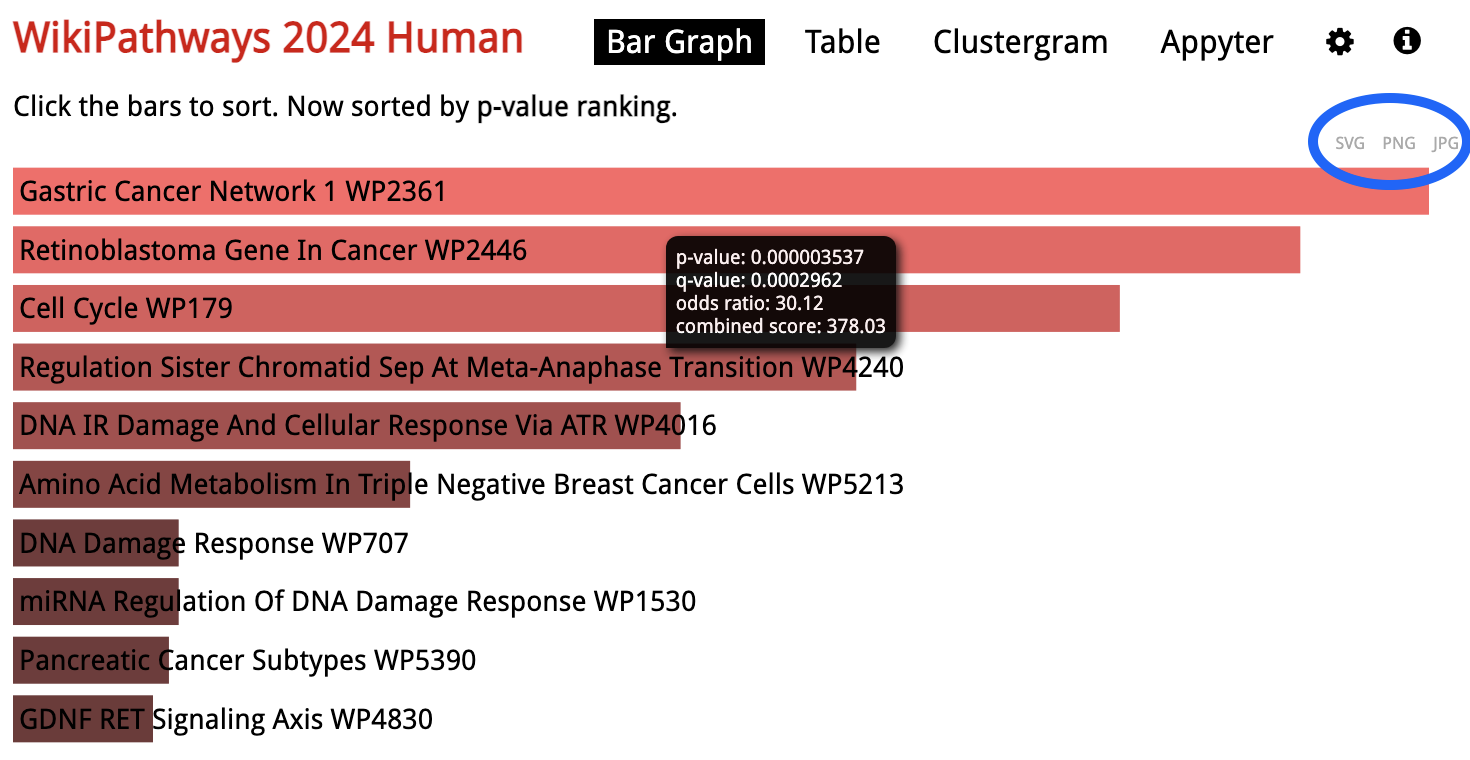 WikiPathways 2024 Human
Bar Graph Table Clustergram Appyter
Click the bars to sort. Now sorted by p-value ranking.
SVG PNG JPG
Gastric Cancer Network 1 WP2361
Retinoblastoma Gene In Cancer WP2446
p-value: 0.000003537
q-value: 0.0002962
odds ratio: 30.12
combined score: 378.03
Cell Cycle WP179
Regulation Sister Chromatid Sep At Meta-Anaphase Transition WP4240
DNA IR Damage And Cellular Response Via ATR WP4016
Amino Acid Metabolism In Triple Negative Breast Cancer Cells WP5213
DNA Damage Response WP707
miRNA Regulation Of DNA Damage Response WP1530
Pancreatic Cancer Subtypes WP5390
GDNF RET Signaling Axis WP4830